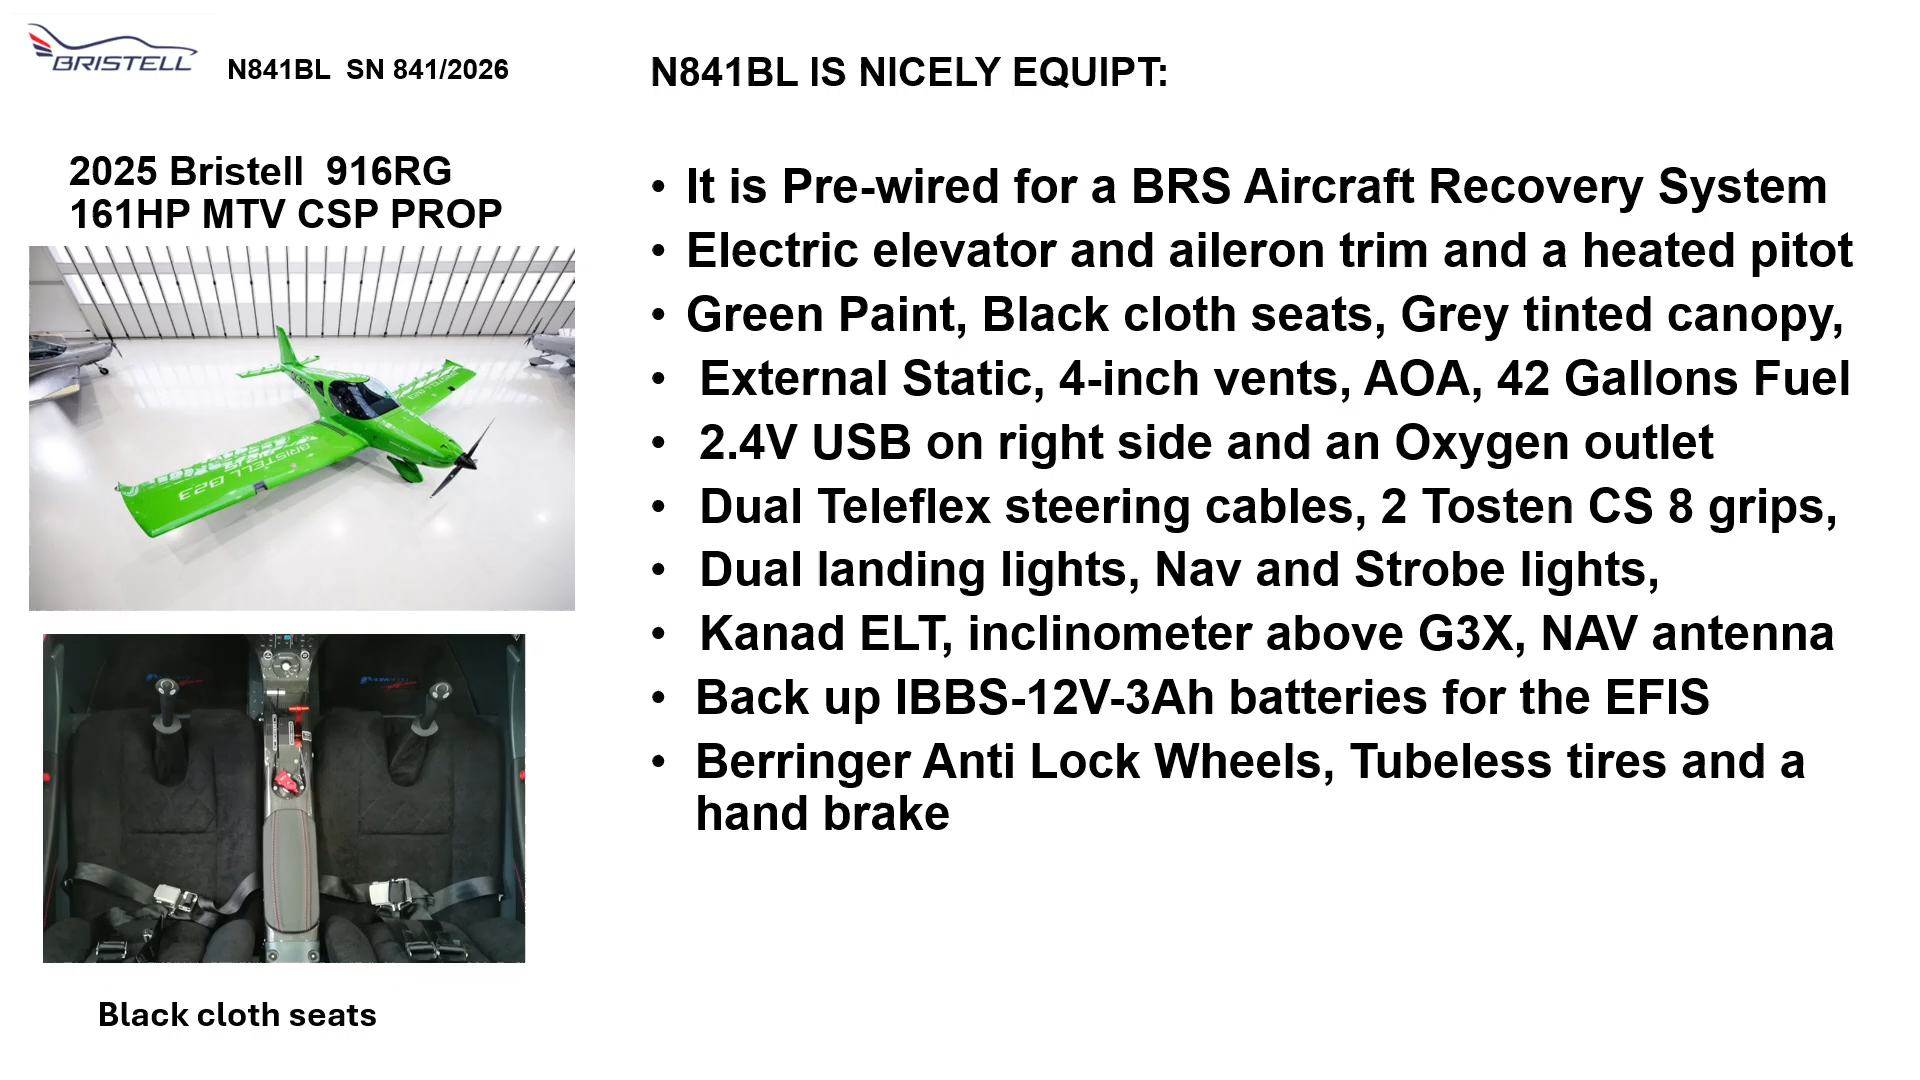 BRISTELL
N841BL SN 841/2026
2025 Bristell 916RG
161HP MTV CSP PROP
BRISTELL B23
B23
Black cloth seats
N841BL IS NICELY EQUIPT:
• It is Pre-wired for a BRS Aircraft Recovery System
• Electric elevator and aileron trim and a heated pitot
• Green Paint, Black cloth seats, Grey tinted canopy,
• External Static, 4-inch vents, AOA, 42 Gallons Fuel
• 2.4V USB on right side and an Oxygen outlet
• Dual Teleflex steering cables, 2 Tosten CS 8 grips,
• Dual landing lights, Nav and Strobe lights,
• Kanad ELT, inclinometer above G3X, NAV antenna
• Back up IBBS-12V-3Ah batteries for the EFIS
• Berringer Anti Lock Wheels, Tubeless tires and a
hand brake